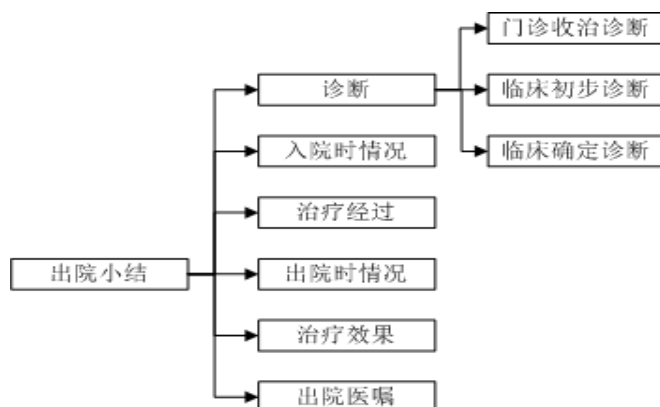 门诊收治诊断
诊断
临床初步诊断
入院时情况
临床确定诊断
治疗经过
出院小结
出院时情况
治疗效果
出院医嘱